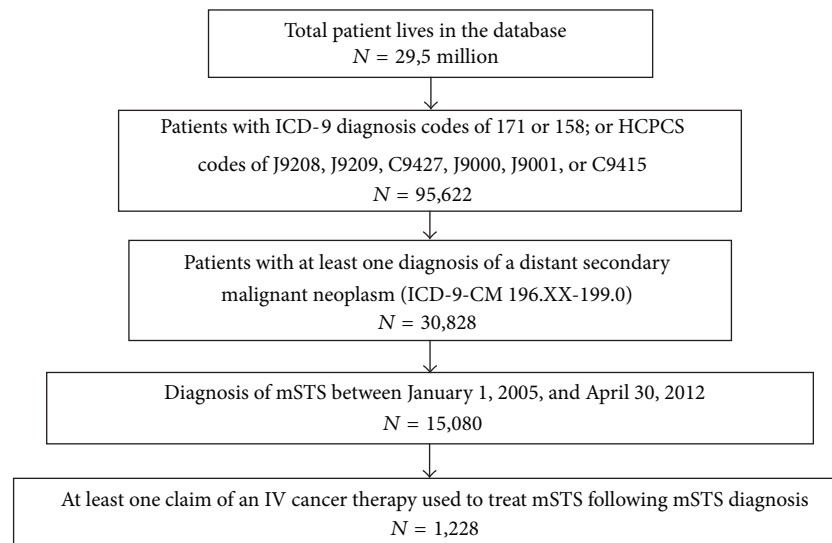 Total patient lives in the database
N = 29,5 million
Patients with ICD-9 diagnosis codes of 171 or 158; or HCPCS
codes of J9208, J9209, C9427, J9000, J9001, or C9415
N = 95,622
Patients with at least one diagnosis of a distant secondary
malignant neoplasm (ICD-9-CM 196.XX-199.0)
N = 30,828
Diagnosis of mSTS between January 1, 2005, and April 30, 2012
N = 15,080
At least one claim of an IV cancer therapy used to treat mSTS following mSTS diagnosis
N = 1,228